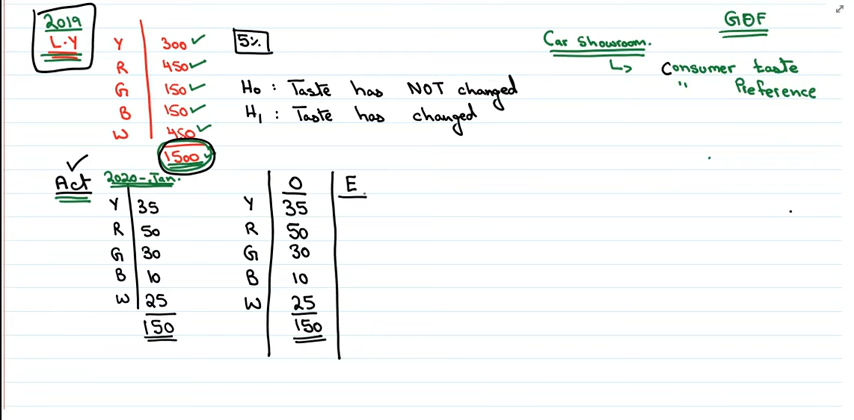 2019
L.Y
Y 300 ✓
R 450 ✓
G 150 ✓
B 150 ✓
W 450 ✓
1500 ✓
5%
H0 : Taste has NOT changed
H1 : Taste has changed
GOF
Car Showroom.
↳ Consumer taste
" Preference
✓
Act
2020-Jan.
Y 35
R 50
G 30
B 10
W 25
150
O E
Y 35
R 50
G 30
B 10
W 25
150